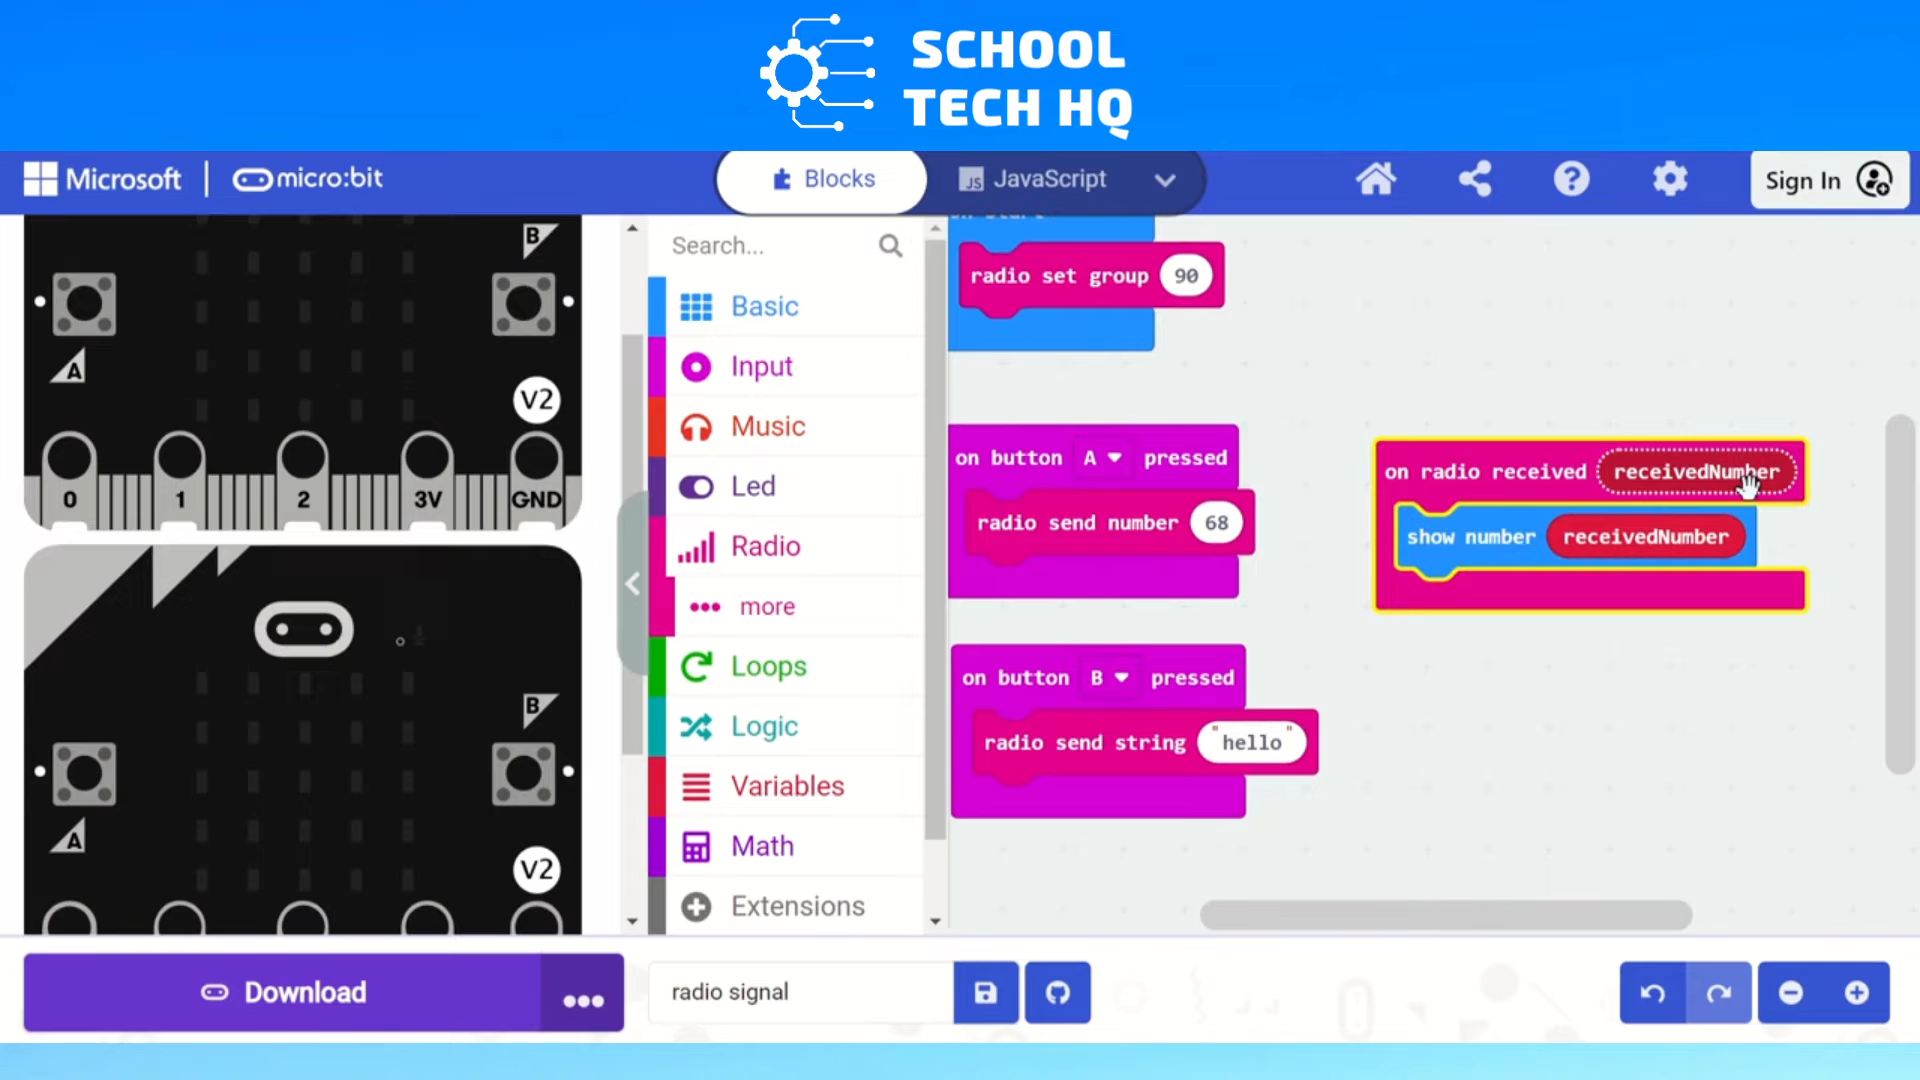 SCHOOL
TECH HQ
Microsoft | micro:bit
Blocks
JS JavaScript
Sign In
B
A
V2
0 1 2 3V GND
B
A
V2
Search...
Basic
Input
Music
Led
Radio
more
Loops
Logic
Variables
Math
Extensions
on start
radio set group 90
on button A pressed
radio send number 68
on button B pressed
radio send string "hello"
on radio received receivedNumber
show number receivedNumber
Download
radio signal